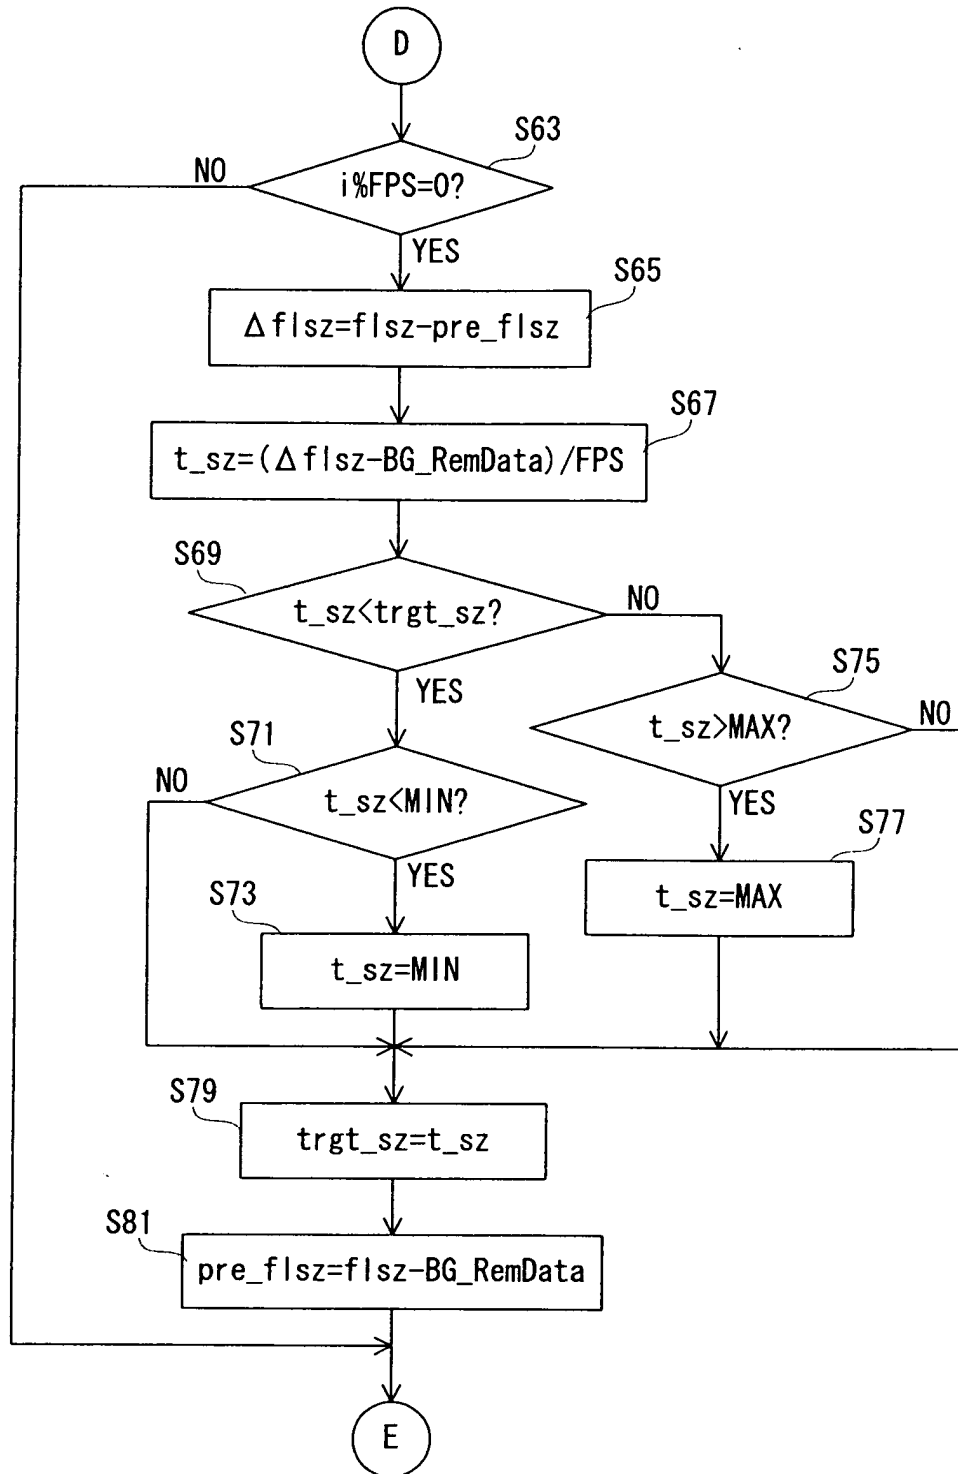 D
S63
NO
i%FPS=0?
YES
S65
Δflsz=flsz-pre_flsz
S67
t_sz=(Δflsz-BG_RemData)/FPS
S69
t_sz<trgt_sz?
NO
YES
S75
t_sz>MAX?
NO
S71
NO
t_sz<MIN?
YES
YES
S77
t_sz=MAX
S73
t_sz=MIN
S79
trgt_sz=t_sz
S81
pre_flsz=flsz-BG_RemData
E